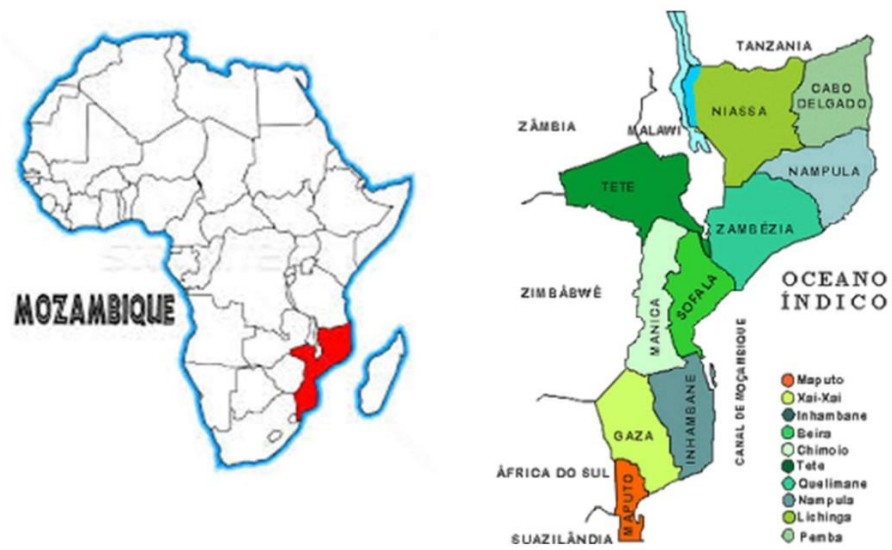 MOZAMBIQUE
TANZANIA
CABO
DELGADO
NIASSA
ZÂMBIA
MALAWI
NAMPULA
TETE
ZAMBÉZIA
OCEANO
ÍNDICO
ZIMBÂBWÊ
SOFALA
MANICA
CANAL DE MOÇAMBIQUE
INHAMBANE
GAZA
ÁFRICA DO SUL
MAPUTO
SUAZILÂNDIA
Maputo
Xai-Xai
Inhambane
Beira
Chimoio
Tete
Quelimane
Nampula
Lichinga
Pemba